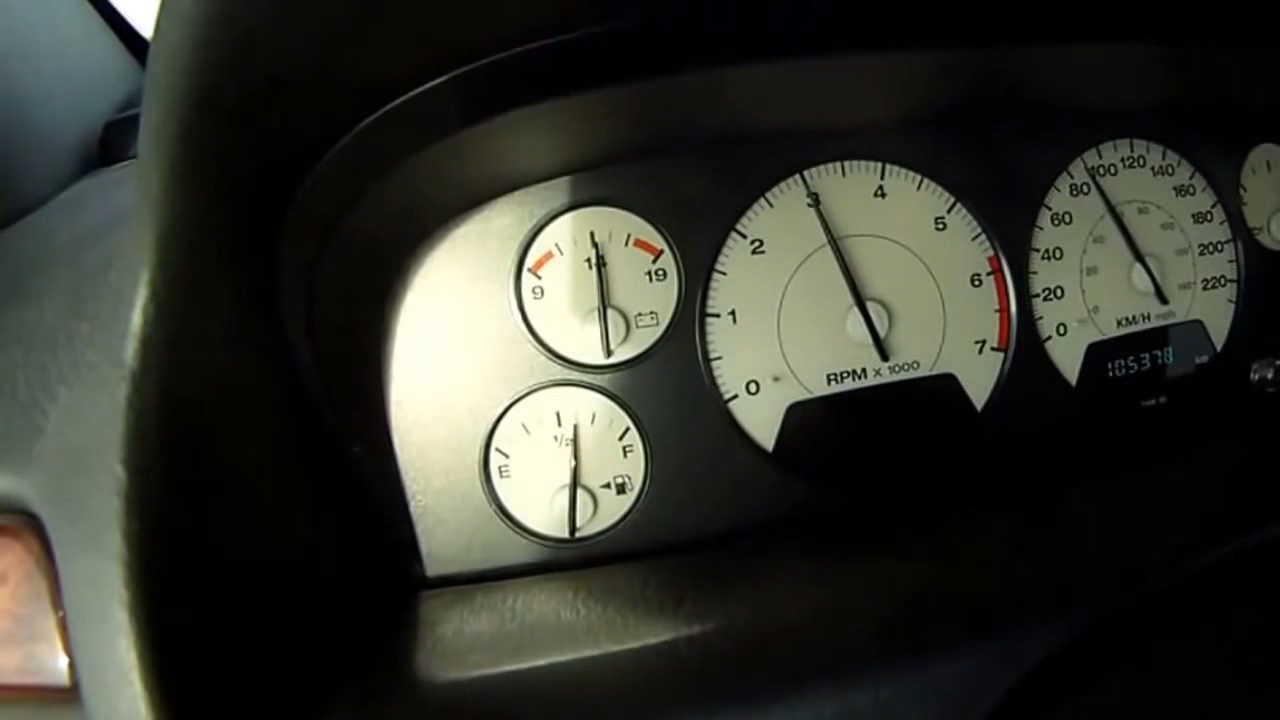 9 14 19
E 1/2 F
0 1 2 3 4 5 6 7
RPM x 1000
0 20 40 60 80 100 120 140 160 180 200 220
KM/H mph
105378 km